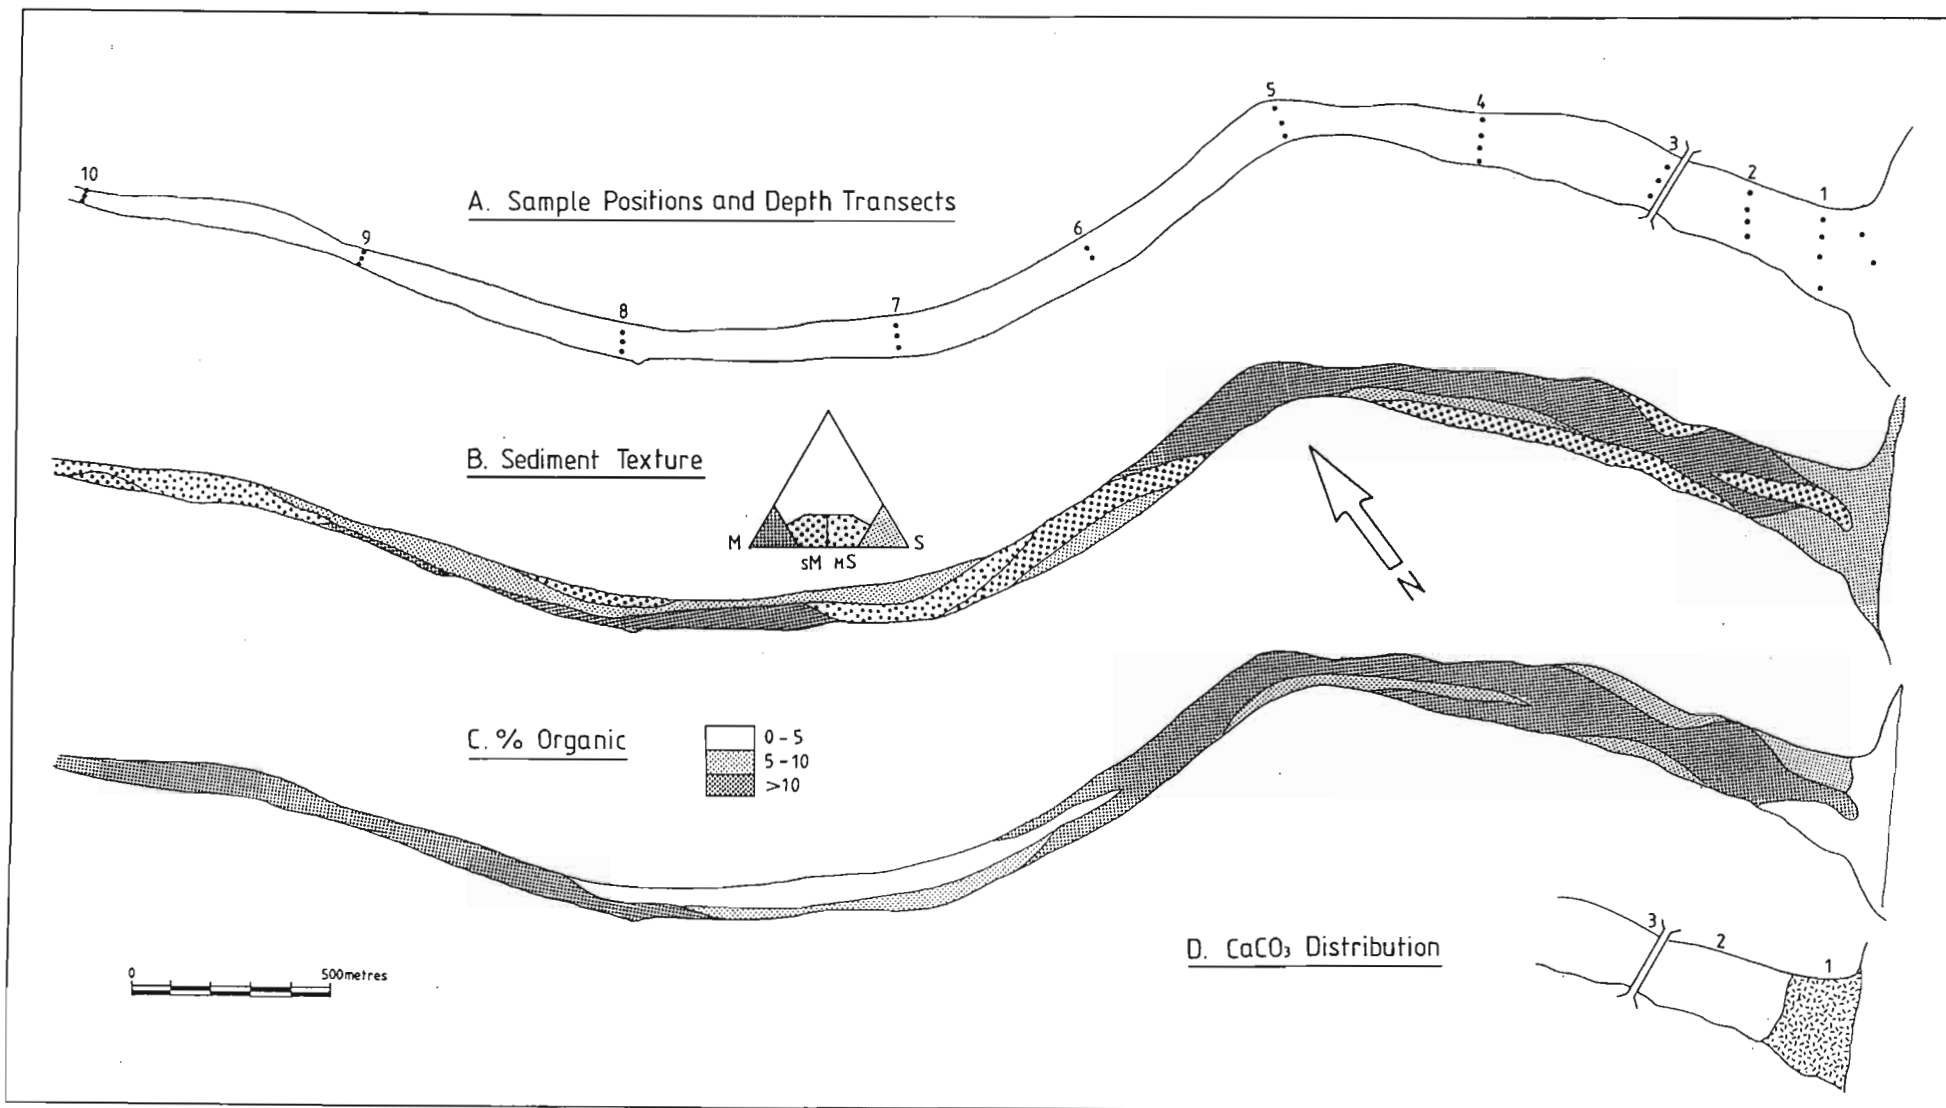 5
4
3
2
1
10
A. Sample Positions and Depth Transects
9
6
8
7
B. Sediment Texture
M
S
sM MS
N
C. % Organic
0 - 5
5 - 10
>10
D. CaCO₃ Distribution
3
2
1
0 500metres